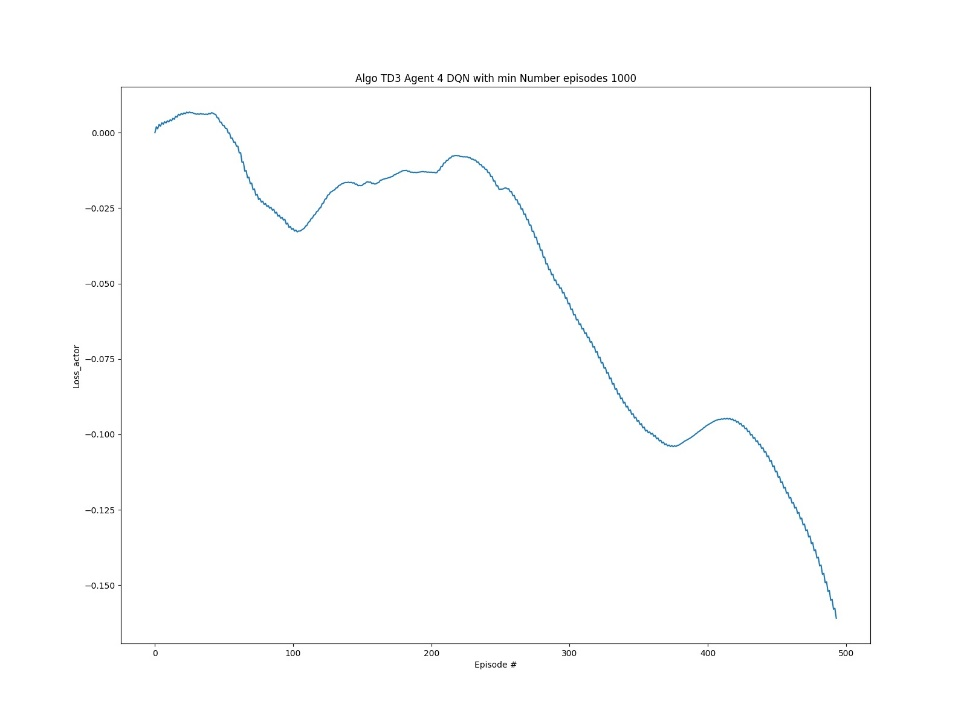 Algo TD3 Agent 4 DQN with min Number episodes 1000
0.000
−0.025
−0.050
−0.075
−0.100
−0.125
−0.150
Loss_actor
0 100 200 300 400 500
Episode #